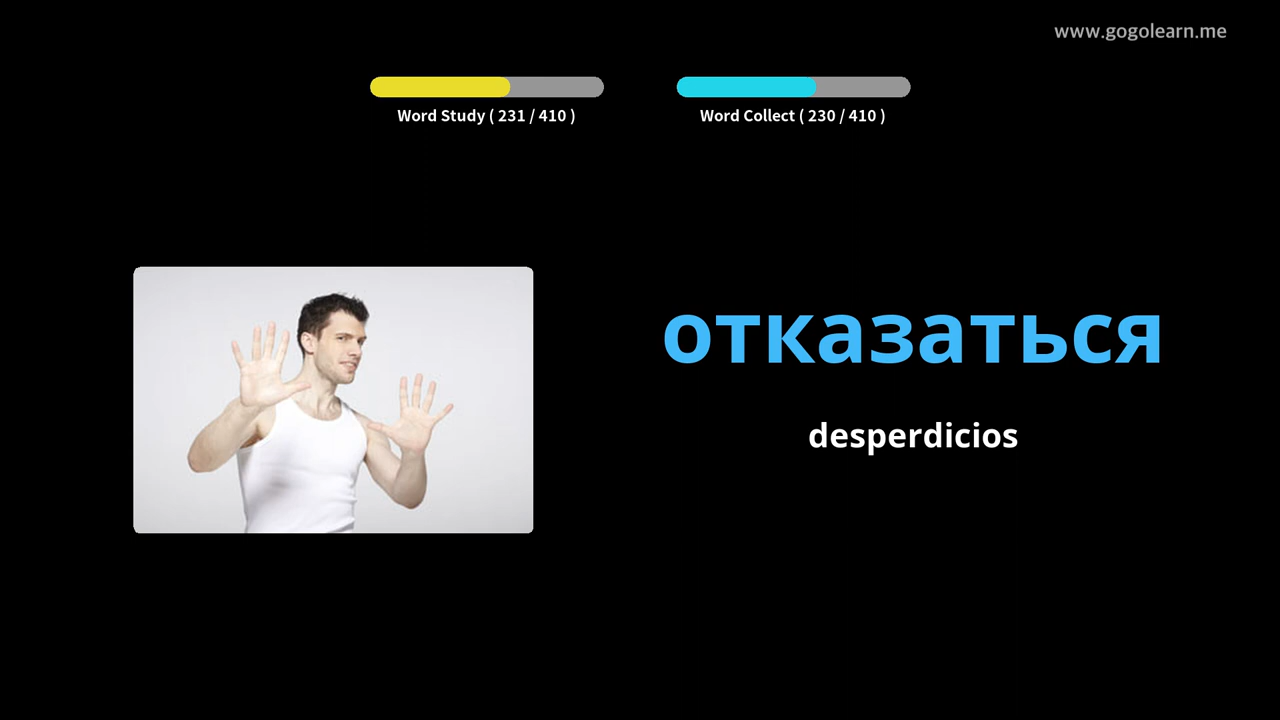 www.gogolearn.me
Word Study ( 231 / 410 )
Word Collect ( 230 / 410 )
отказаться
desperdicios